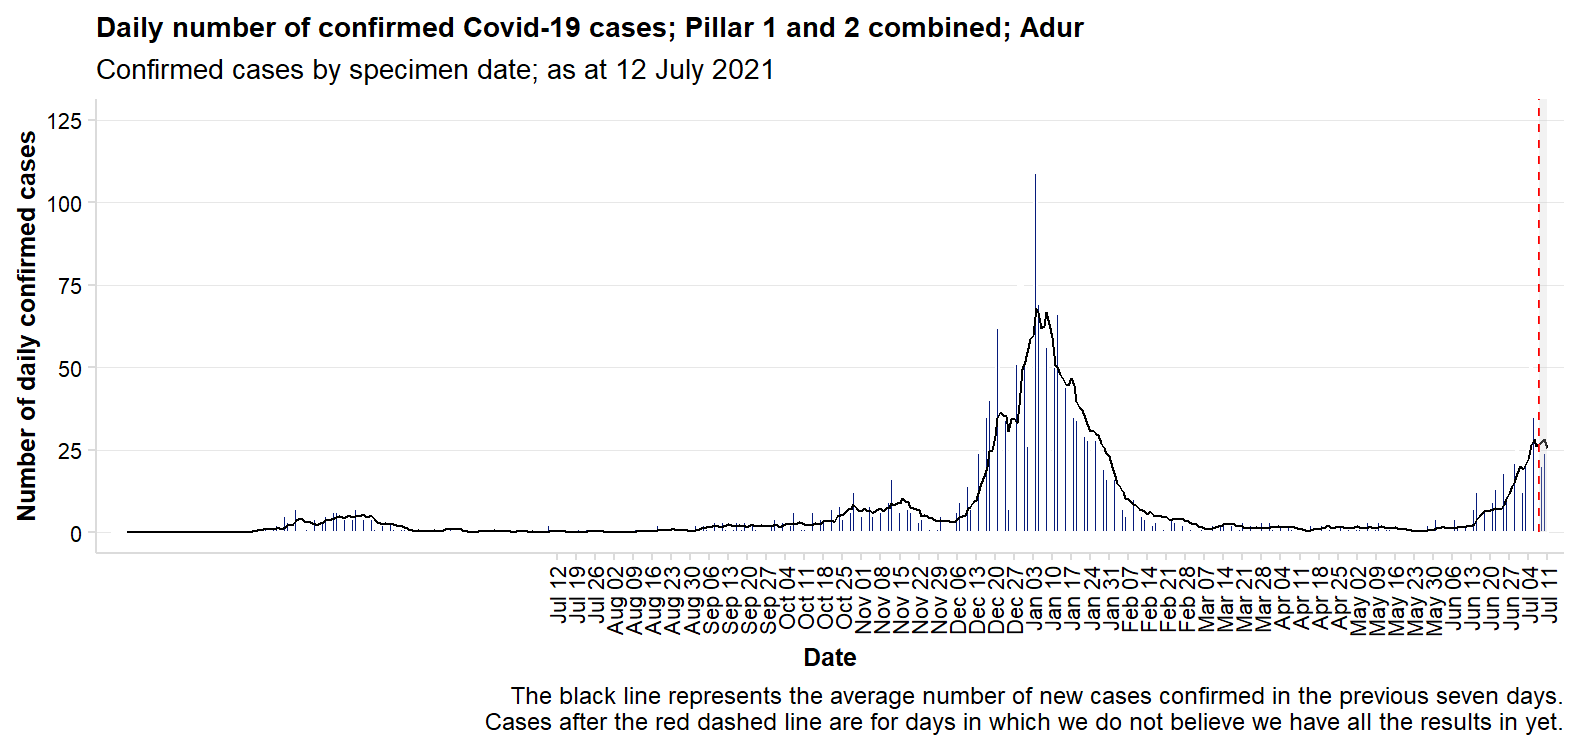 Daily number of confirmed Covid-19 cases; Pillar 1 and 2 combined; Adur
Confirmed cases by specimen date; as at 12 July 2021
Number of daily confirmed cases
125
100
75
50
25
0
Jul 12
Jul 19
Jul 26
Aug 02
Aug 09
Aug 16
Aug 23
Aug 30
Sep 06
Sep 13
Sep 20
Sep 27
Oct 04
Oct 11
Oct 18
Oct 25
Nov 01
Nov 08
Nov 15
Nov 22
Nov 29
Dec 06
Dec 13
Dec 20
Dec 27
Jan 03
Jan 10
Jan 17
Jan 24
Jan 31
Feb 07
Feb 14
Feb 21
Feb 28
Mar 07
Mar 14
Mar 21
Mar 28
Apr 04
Apr 11
Apr 18
Apr 25
May 02
May 09
May 16
May 23
May 30
Jun 06
Jun 13
Jun 20
Jun 27
Jul 04
Jul 11
Date
The black line represents the average number of new cases confirmed in the previous seven days.
Cases after the red dashed line are for days in which we do not believe we have all the results in yet.